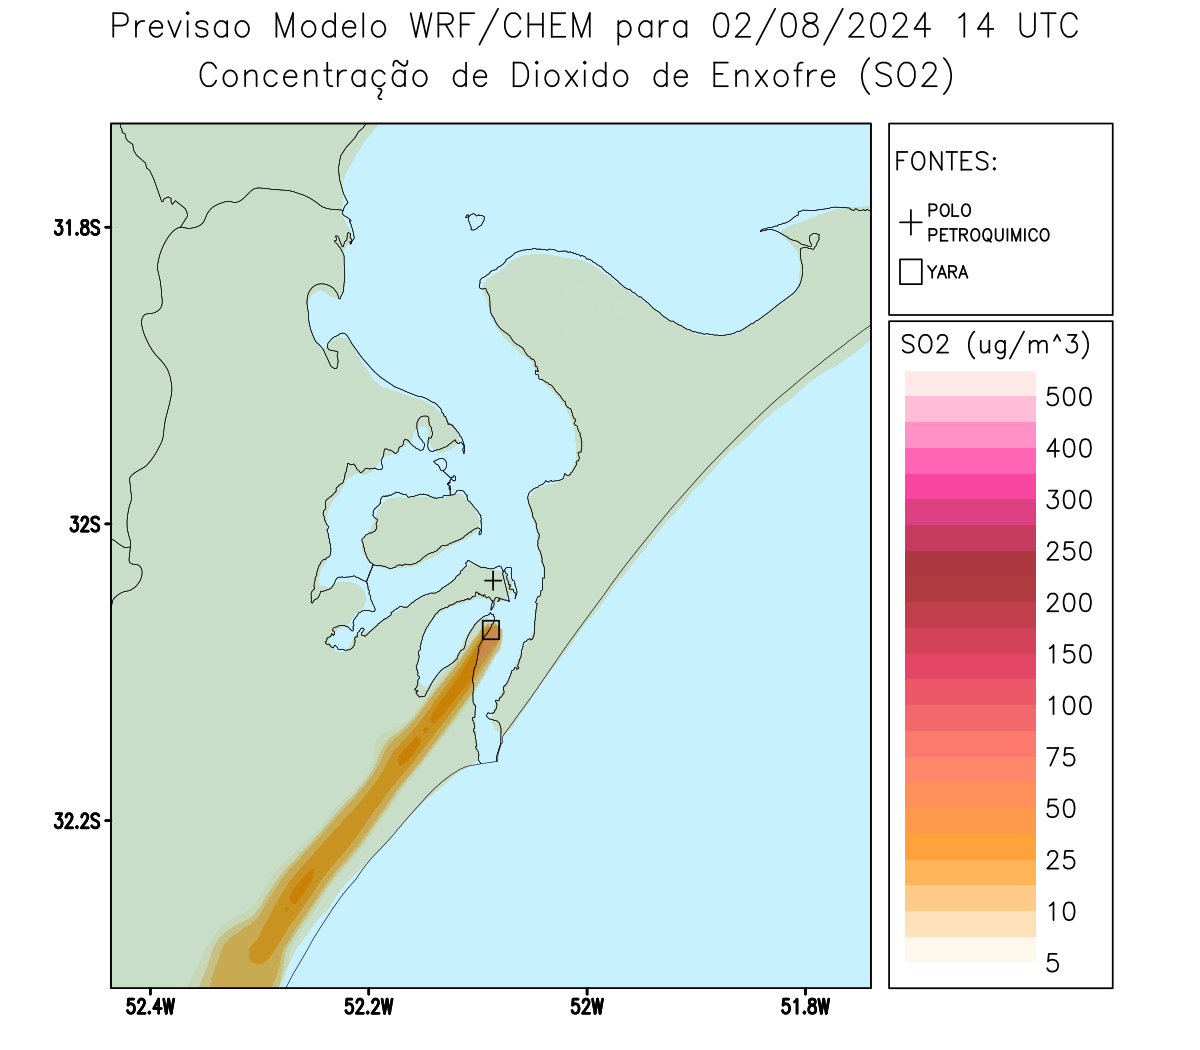 Previsao Modelo WRF/CHEM para 02/08/2024 14 UTC
Concentração de Dioxido de Enxofre (SO2)
FONTES:
POLO
PETROQUIMICO
YARA
SO2 (ug/m^3)
500
400
300
250
200
150
100
75
50
25
10
5
31.8S
32S
32.2S
52.4W
52.2W
52W
51.8W